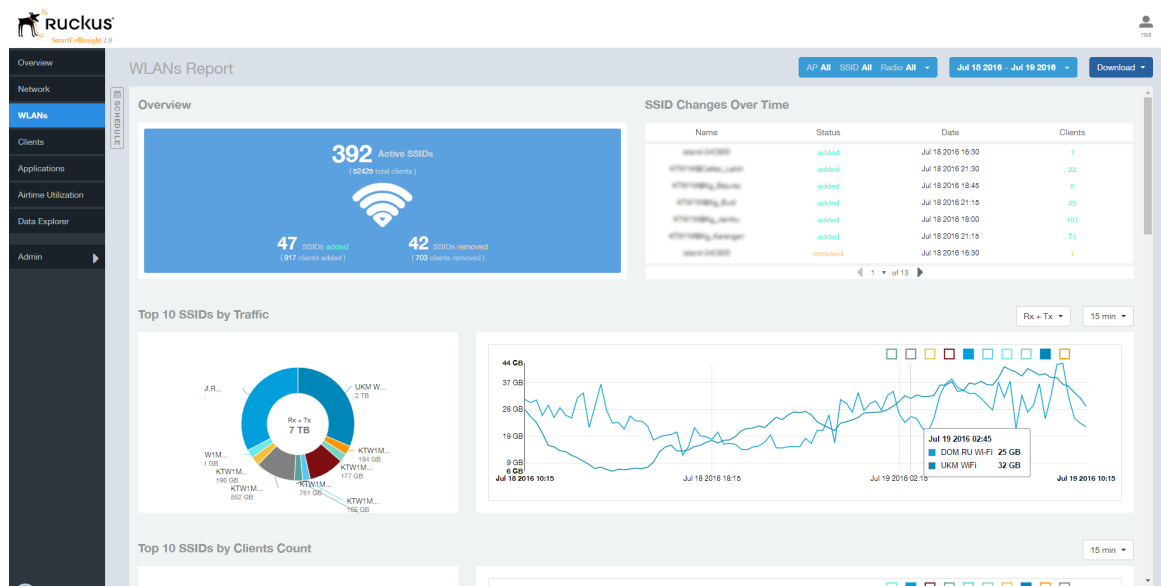 RUCKUS
SmartCellInsight 2.0
rsa
Overview
Network
WLANs
Clients
Applications
Airtime Utilization
Data Explorer
Admin
SCHEDULE
WLANs Report
AP All SSID All Radio All
Jul 18 2016 - Jul 19 2016
Download
Overview
392 Active SSIDs
( 52425 total clients )
47 SSIDs added
( 917 clients added )
42 SSIDs removed
( 703 clients removed )
SSID Changes Over Time
Name Status Date Clients
added Jul 18 2016 16:30 1
added Jul 18 2016 21:30 22
added Jul 18 2016 18:45 6
added Jul 18 2016 21:15 25
added Jul 18 2016 18:00 101
added Jul 18 2016 21:15 71
removed Jul 18 2016 16:30 1
1 of 13
Top 10 SSIDs by Traffic
Rx + Tx
15 min
UKM W...
2 TB
Rx + Tx
7 TB
KTW1M...
194 GB
KTW1M...
177 GB
KTW1M...
196 GB
KTW1M...
852 GB
KTW1M...
761 GB
KTW1M...
44 GB
37 GB
28 GB
19 GB
9 GB
6 GB
Jul 18 2016 10:15
Jul 18 2016 18:15
Jul 19 2016 02:15
Jul 19 2016 10:15
Jul 19 2016 02:45
DOM.RU Wi-Fi 25 GB
UKM WiFi 32 GB
Top 10 SSIDs by Clients Count
15 min